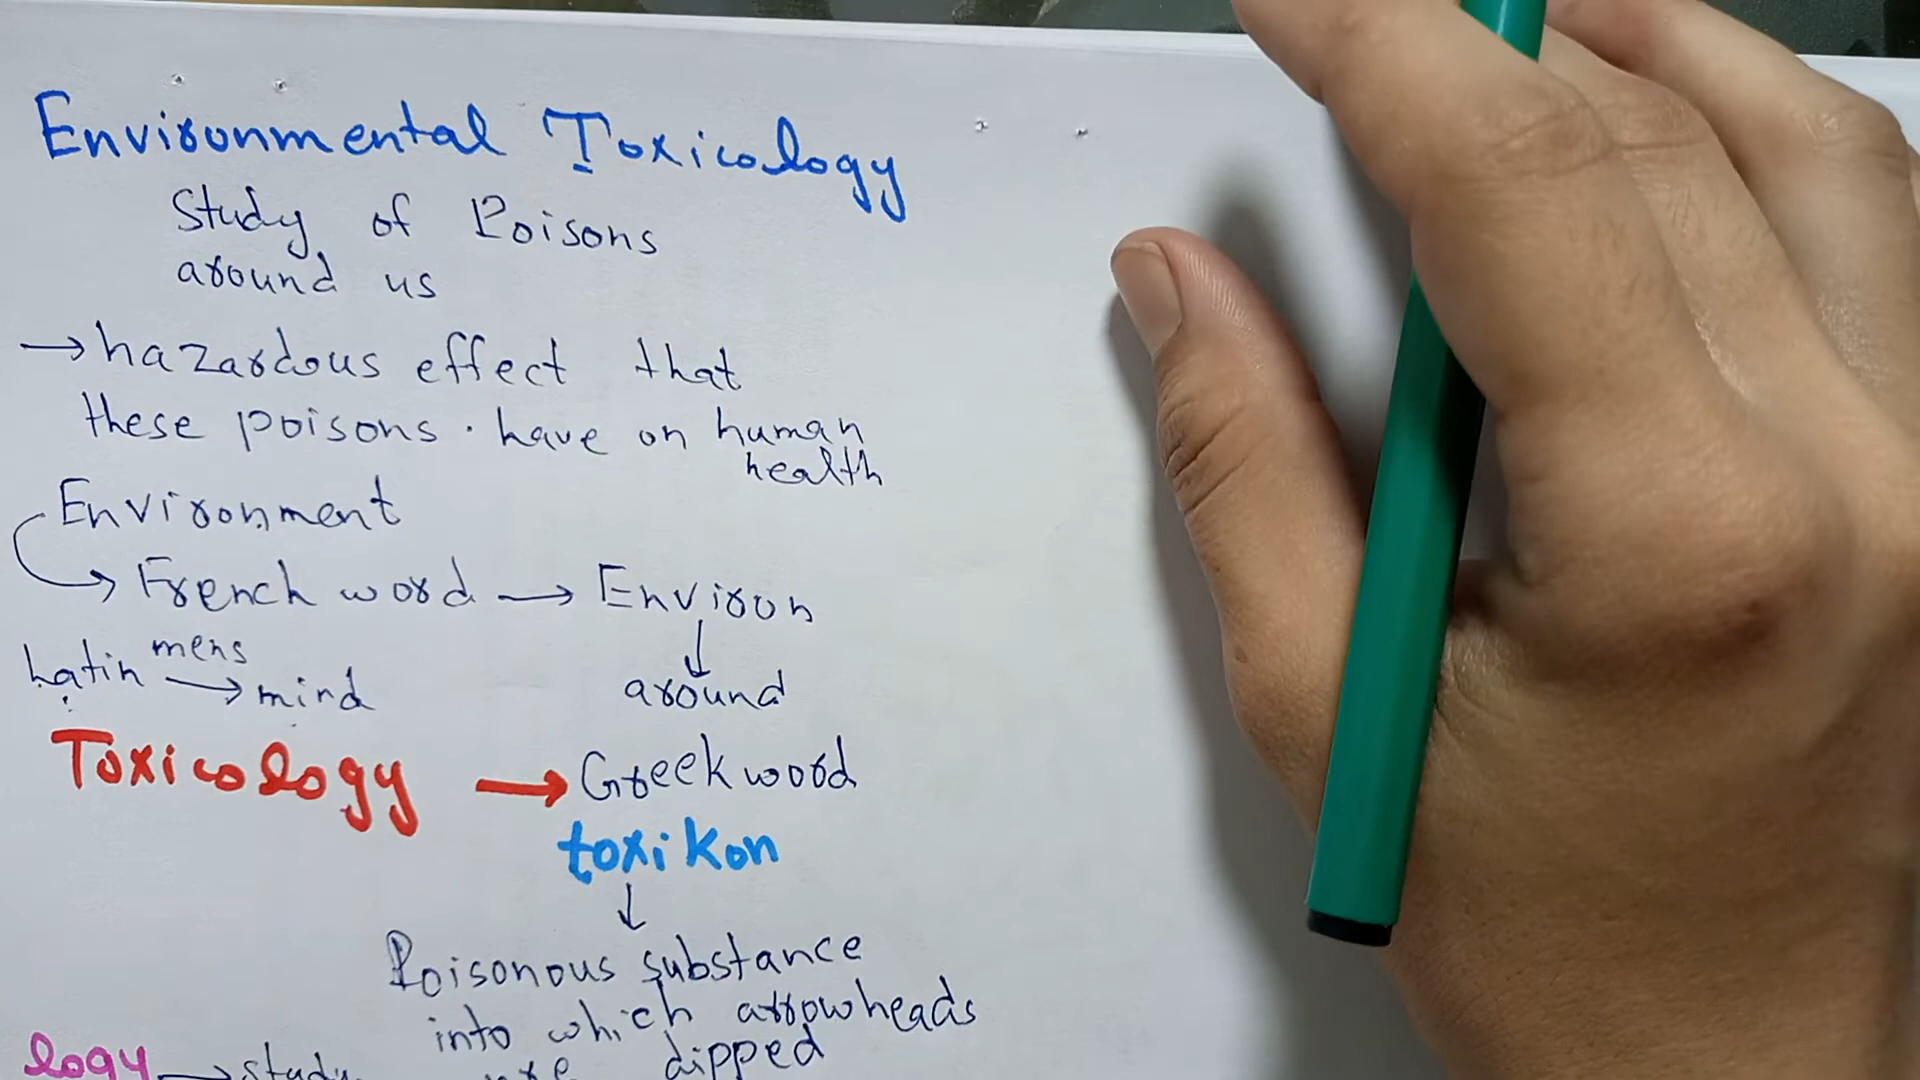 Environmental Toxicology
Study of Poisons
around us
→ hazardous effect that
these poisons. have on human
health
Environment
French word → Environ
↓
around
Latin mens → mind
Toxicology → Greek word
toxikon
↓
Poisonous substance
into which arrowheads
are dipped
logy → study